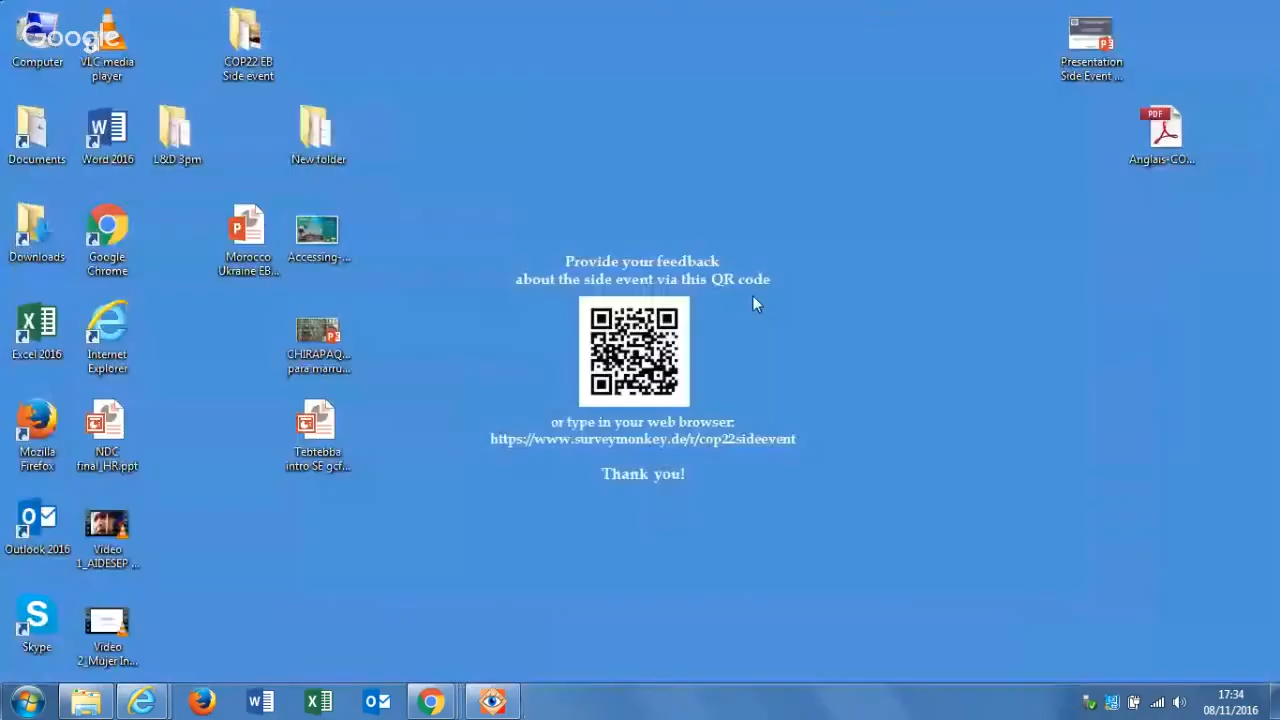 Google
Computer
VLC media
player
COP22 EB
Side event
Presentation
Side Event ...
Documents
Word 2016
L&D 3pm
New folder
PDF
Anglais-CO...
Downloads
Google
Chrome
Morocco
Ukraine EB...
Accessing-...
Provide your feedback
about the side event via this QR code
Excel 2016
Internet
Explorer
CHIRAPAQ...
para marru...
or type in your web browser:
https://www.surveymonkey.de/r/cop22sideevent
Thank you!
Mozilla
Firefox
NDC
final_HR.ppt
Tebtebba
intro SE gcf...
Outlook 2016
Video
1_AIDESEP ...
Skype
Video
2_Mujer In...
17:34
08/11/2016